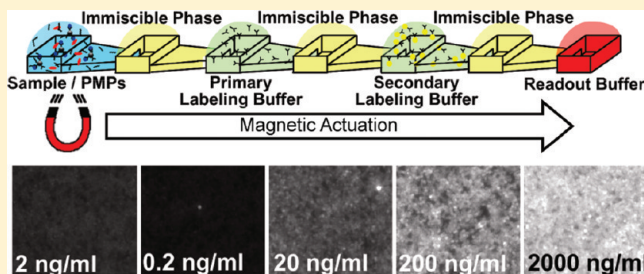 Immiscible Phase Immiscible Phase Immiscible Phase
Sample / PMPs
Primary
Labeling Buffer
Secondary
Labeling Buffer
Readout Buffer
Magnetic Actuation
2 ng/ml 0.2 ng/ml 20 ng/ml 200 ng/ml 2000 ng/m